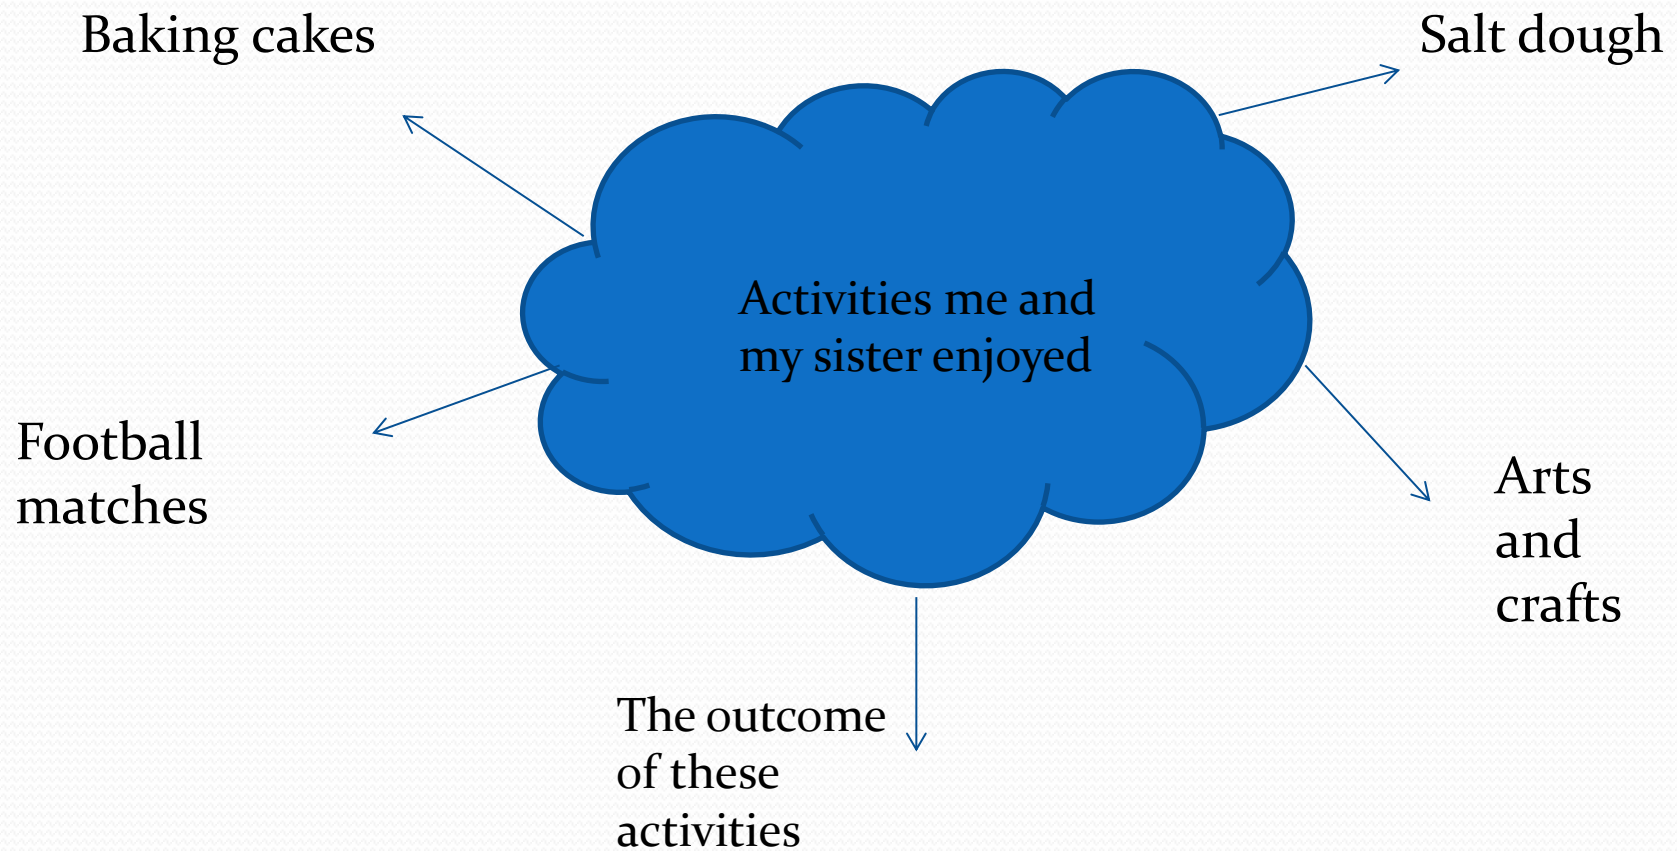 Baking cakes
Salt dough
Activities me and
my sister enjoyed
Football
matches
Arts
and
crafts
The outcome
of these
activities